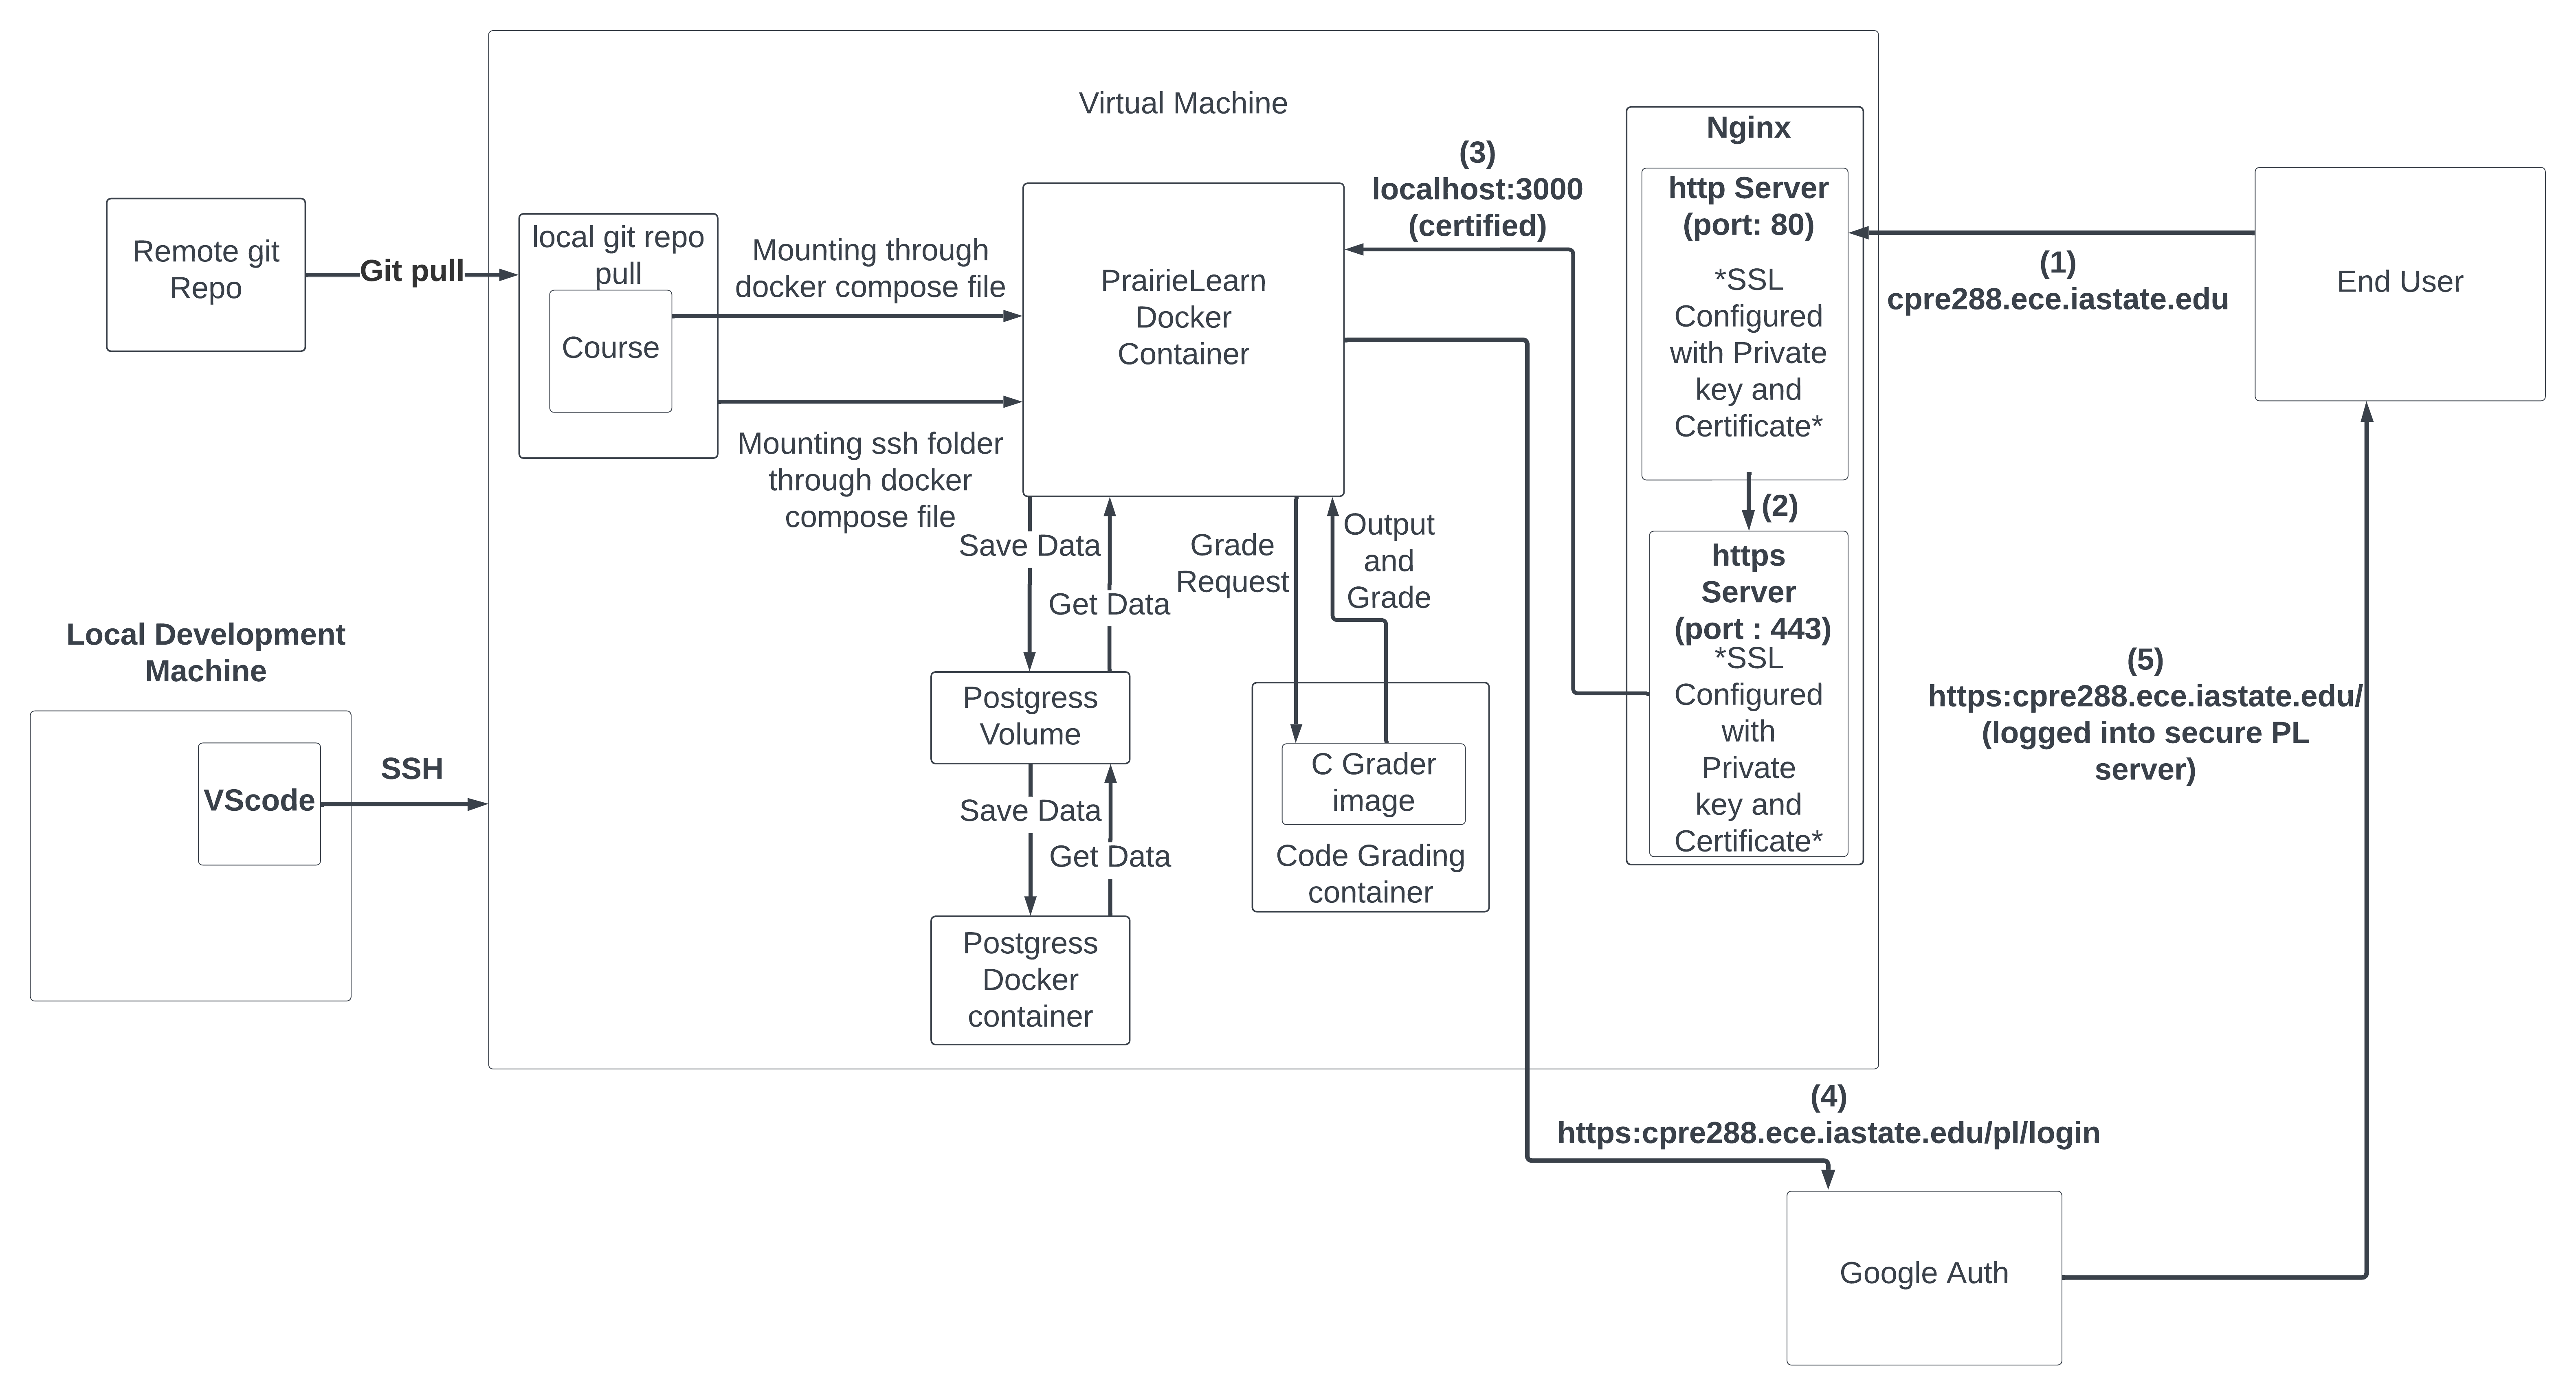 Virtual Machine
Remote git
Repo
Git pull
local git repo
pull
Course
Mounting through
docker compose file
Mounting ssh folder
through docker
compose file
PrairieLearn
Docker
Container
(3)
localhost:3000
(certified)
Nginx
http Server
(port: 80)
*SSL
Configured
with Private
key and
Certificate*
(2)
https
Server
(port : 443)
*SSL
Configured
with
Private
key and
Certificate*
(1)
cpre288.ece.iastate.edu
End User
Save Data
Get Data
Grade
Request
Output
and
Grade
Postgress
Volume
Save Data
Get Data
Postgress
Docker
container
C Grader
image
Code Grading
container
Local Development
Machine
VScode
SSH
(5)
https:cpre288.ece.iastate.edu/
(logged into secure PL
server)
(4)
https:cpre288.ece.iastate.edu/pl/login
Google Auth